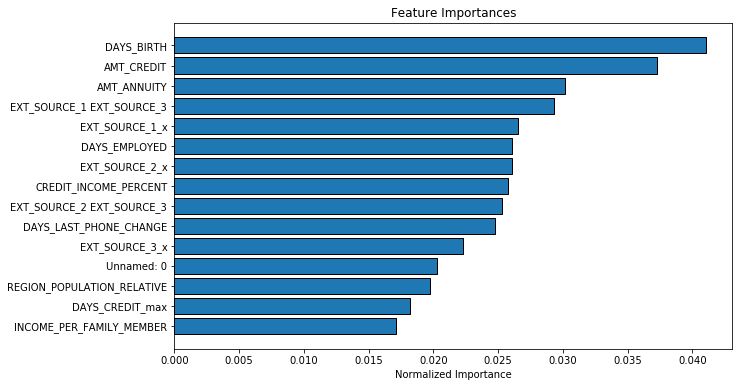 Feature Importances
DAYS_BIRTH
AMT_CREDIT
AMT_ANNUITY
EXT_SOURCE_1 EXT_SOURCE_3
EXT_SOURCE_1_x
DAYS_EMPLOYED
EXT_SOURCE_2_x
CREDIT_INCOME_PERCENT
EXT_SOURCE_2 EXT_SOURCE_3
DAYS_LAST_PHONE_CHANGE
EXT_SOURCE_3_x
Unnamed: 0
REGION_POPULATION_RELATIVE
DAYS_CREDIT_max
INCOME_PER_FAMILY_MEMBER
0.000 0.005 0.010 0.015 0.020 0.025 0.030 0.035 0.040
Normalized Importance